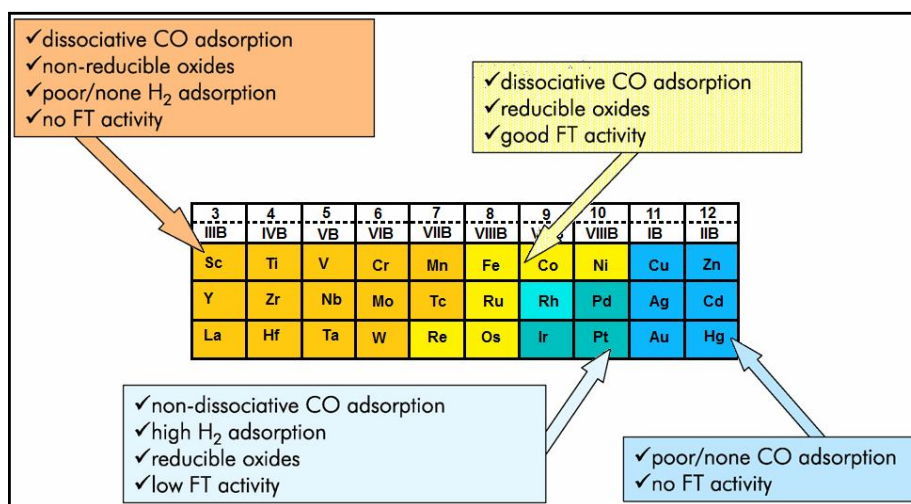 ✓dissociative CO adsorption
✓non-reducible oxides
✓poor/none H₂ adsorption
✓no FT activity
✓dissociative CO adsorption
✓reducible oxides
✓good FT activity
3 4 5 6 7 8 9 10 11 12
IIIB IVB VB VIB VIIB VIIIB VIIIB IB IIB
Sc Ti V Cr Mn Fe Co Ni Cu Zn
Y Zr Nb Mo Tc Ru Rh Pd Ag Cd
La Hf Ta W Re Os Ir Pt Au Hg
✓non-dissociative CO adsorption
✓high H₂ adsorption
✓reducible oxides
✓low FT activity
✓poor/none CO adsorption
✓no FT activity